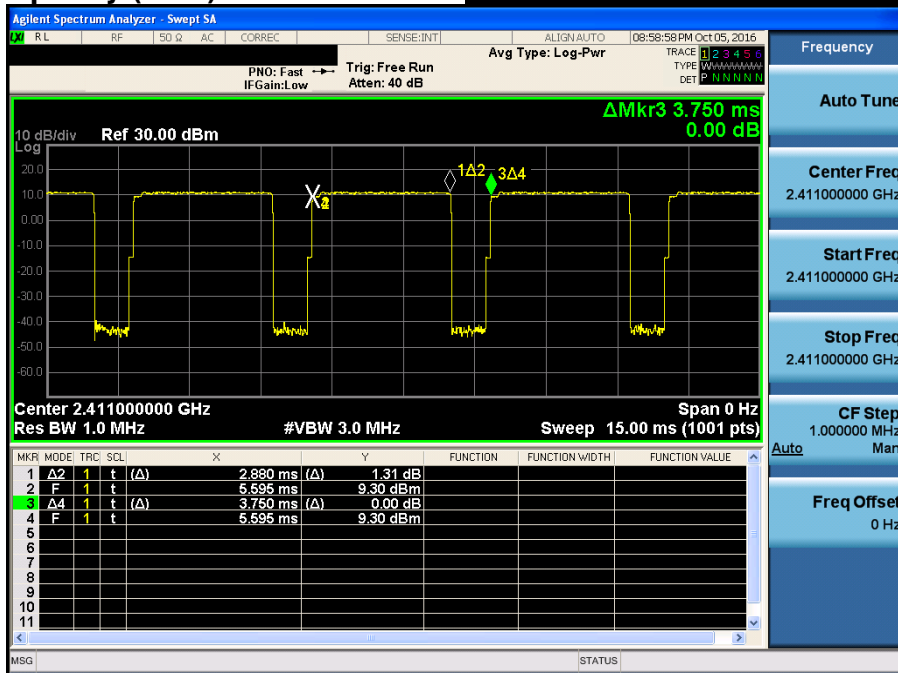 Agilent Spectrum Analyzer - Swept SA
LXI RL RF 50 Ω AC CORREC SENSE:INT ALIGN AUTO 08:58:58 PM Oct 05, 2016
Frequency
Avg Type: Log-Pwr TRACE 1 2 3 4 5 6
PNO: Fast Trig: Free Run TYPE WWWWWW
IFGain:Low Atten: 40 dB DET P N N N N N
Auto Tune
ΔMkr3 3.750 ms
0.00 dB
10 dB/div Ref 30.00 dBm
Log
20.0
10.0
0.00
-10.0
-20.0
-30.0
-40.0
-50.0
-60.0
1Δ2 3Δ4
Center Freq
2.411000000 GHz
Start Freq
2.411000000 GHz
Stop Freq
2.411000000 GHz
Center 2.411000000 GHz Span 0 Hz
Res BW 1.0 MHz #VBW 3.0 MHz Sweep 15.00 ms (1001 pts)
CF Step
1.000000 MHz
Auto Man
Freq Offset
0 Hz
MKR MODE TRC SCL X Y FUNCTION FUNCTION WIDTH FUNCTION VALUE
1 Δ2 1 t (Δ) 2.880 ms (Δ) 1.31 dB
2 F 1 t 5.595 ms 9.30 dBm
3 Δ4 1 t (Δ) 3.750 ms (Δ) 0.00 dB
4 F 1 t 5.595 ms 9.30 dBm
5
6
7
8
9
10
11
MSG STATUS